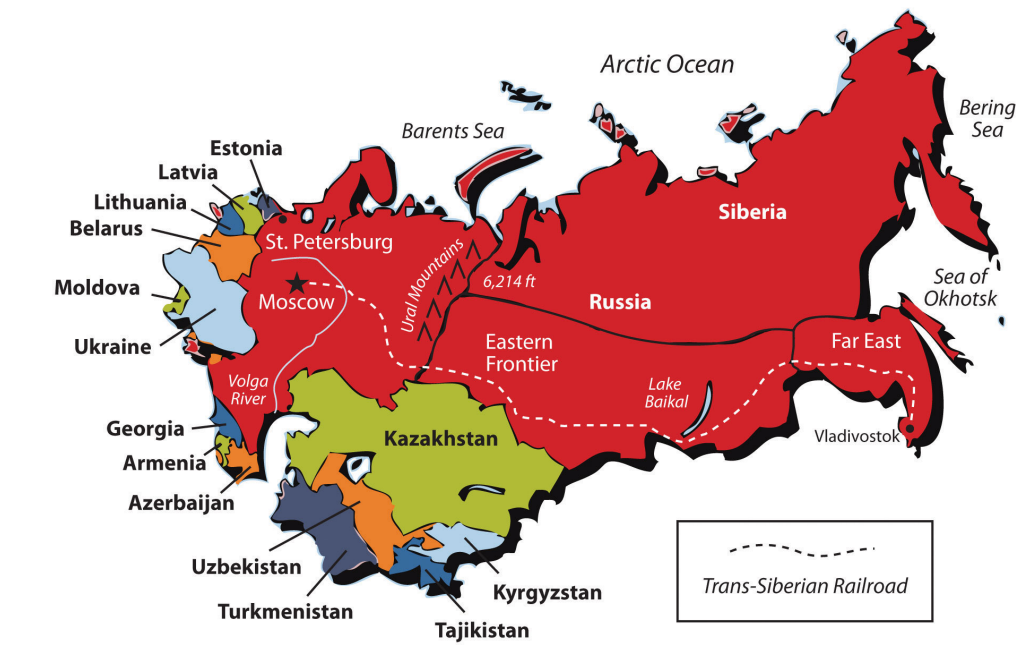 Arctic Ocean
Bering
Sea
Barents Sea
Estonia
Latvia
Lithuania
Belarus
St. Petersburg
Siberia
Moldova
Moscow
Ural Mountains
6,214 ft
Sea of
Okhotsk
Russia
Ukraine
Eastern
Frontier
Far East
Volga
River
Lake
Baikal
Georgia
Kazakhstan
Vladivostok
Armenia
Azerbaijan
Uzbekistan
Turkmenistan
Kyrgyzstan
Tajikistan
Trans-Siberian Railroad